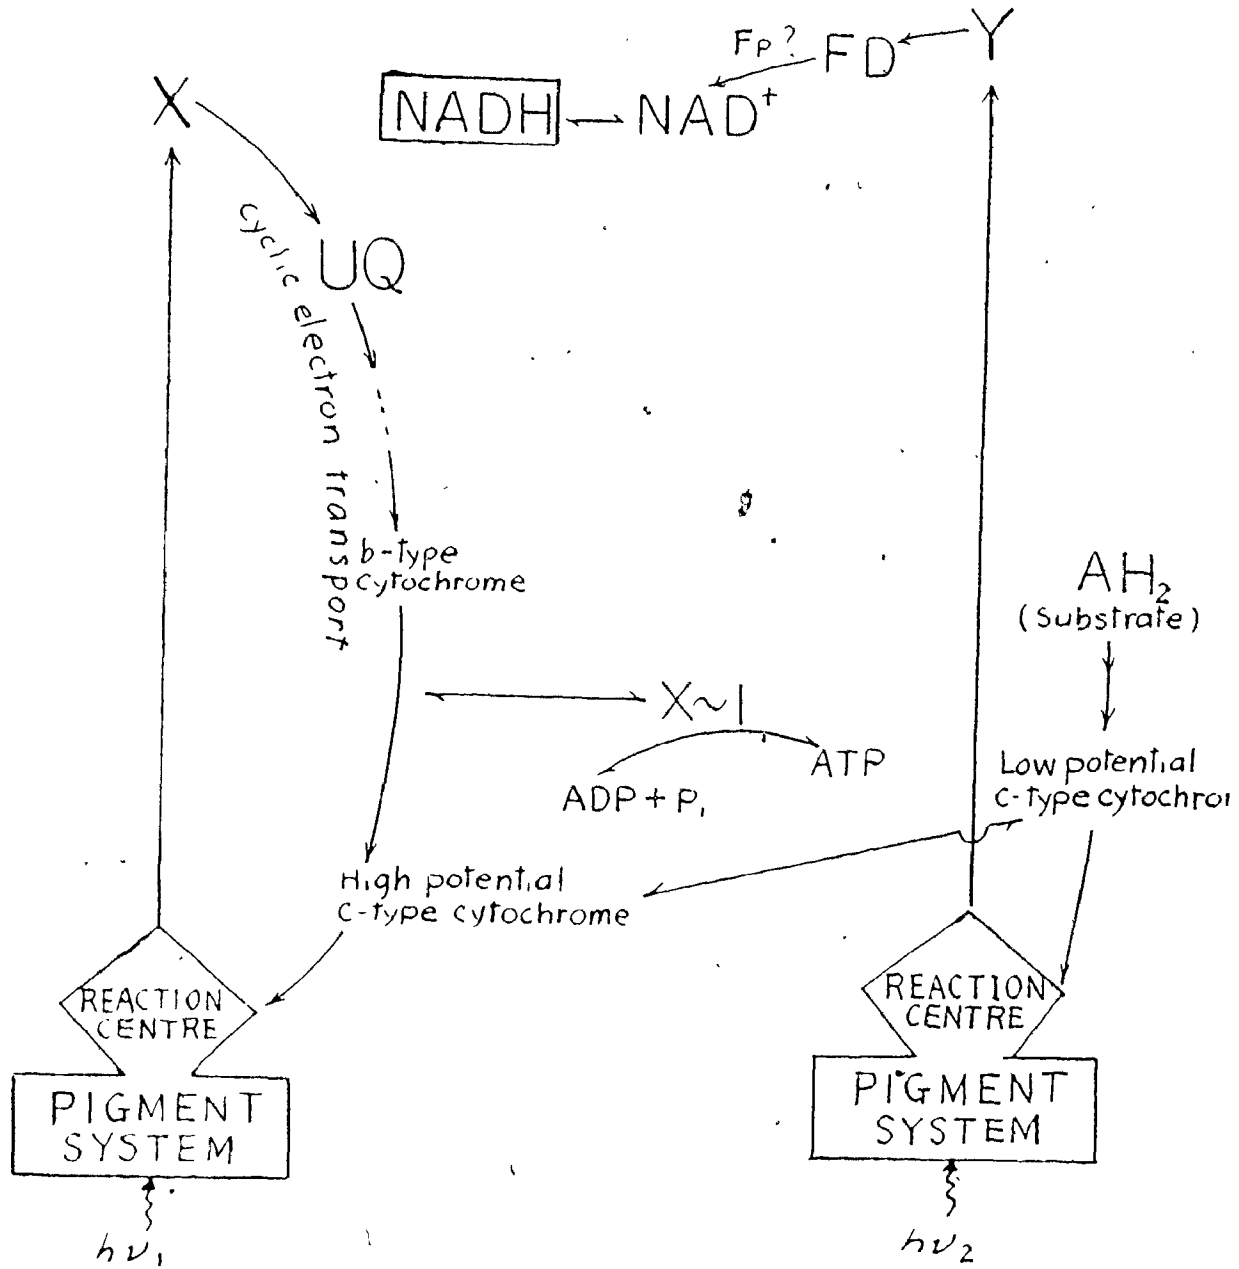 Y
Fp?
FD
X
NADH
NAD+
UQ
cyclic electron transport
b-type
cytochrome
AH2
(Substrate)
X~I
ATP
ADP+Pi
Low potential
C-type cytochro
High potential
C-type cytochrome
REACTION
CENTRE
PIGMENT
SYSTEM
hν1
REACTION
CENTRE
PIGMENT
SYSTEM
hν2